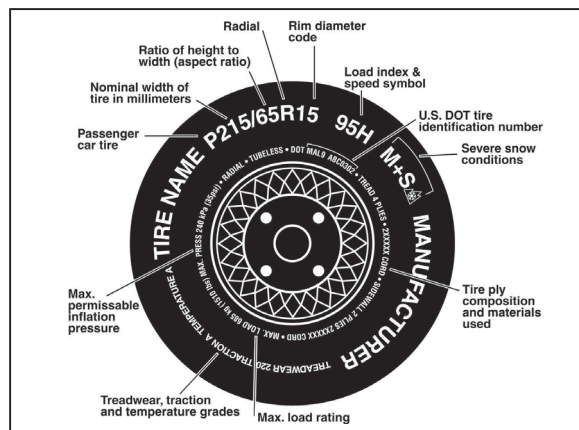 Radial
Rim diameter
code
Ratio of height to
width (aspect ratio)
Load index &
speed symbol
Nominal width of
tire in millimeters
U.S. DOT tire
identification number
Passenger
car tire
Severe snow
conditions
P215/65R15 95H M+S
TIRE NAME
MANUFACTURER
MAX. PRESS 240 kPa (35psi) • RADIAL • TUBELESS • DOT MAL9 ABC0302 • TREAD 4 PLIES • 2XXXXX CORD • SIDEWALL 2 PLIES 2XXXXX CORD • MAX. LOAD 685 kg (1510 lbs)
TREADWEAR 220 TRACTION A TEMPERATURE A
Max.
permissable
inflation
pressure
Tire ply
composition
and materials
used
Treadwear, traction
and temperature grades
Max. load rating